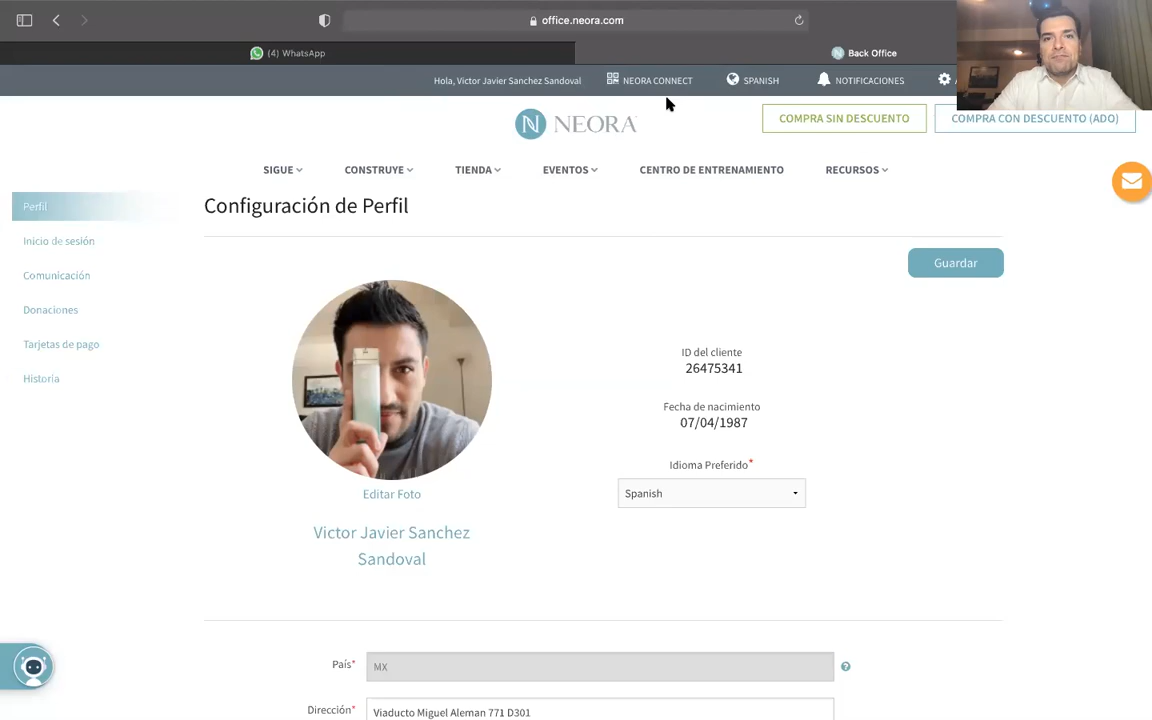 office.neora.com
(4) WhatsApp
Back Office
Hola, Victor Javier Sanchez Sandoval
NEORA CONNECT
SPANISH
NOTIFICACIONES
NEORA
COMPRA SIN DESCUENTO
COMPRA CON DESCUENTO (ADO)
SIGUE
CONSTRUYE
TIENDA
EVENTOS
CENTRO DE ENTRENAMIENTO
RECURSOS
Perfil
Inicio de sesión
Comunicación
Donaciones
Tarjetas de pago
Historia
Configuración de Perfil
Guardar
Editar Foto
Victor Javier Sanchez
Sandoval
ID del cliente
26475341
Fecha de nacimiento
07/04/1987
Idioma Preferido*
Spanish
País*
MX
?
Dirección*
Viaducto Miguel Aleman 771 D301